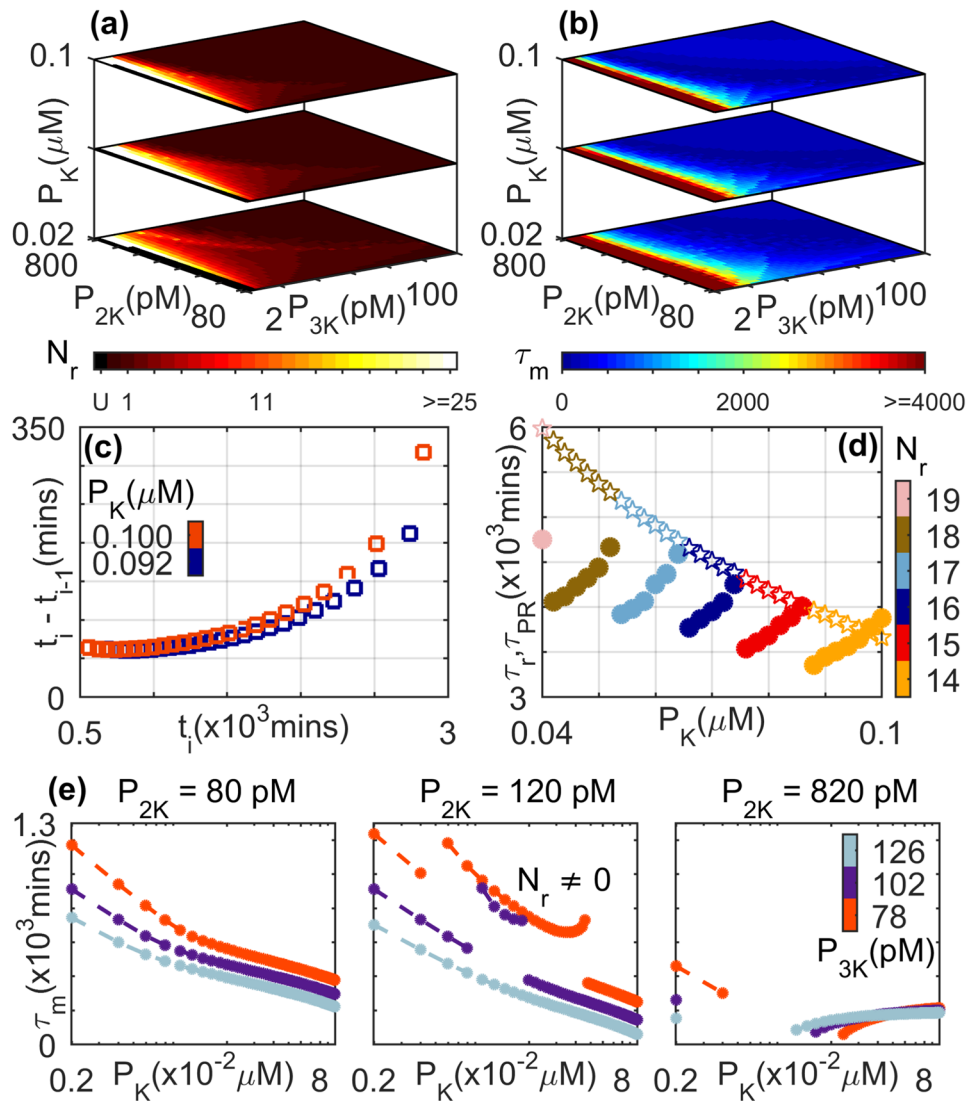 (a) (b)
0.1 0.1
P_K(μM) P_K(μM)
0.02 0.02
800 800
P_2K(pM) 80 2 P_3K(pM) 100
P_2K(pM) 80 2 P_3K(pM) 100
N_r τ_m
U 1 11 >=25 0 2000 >=4000
350 (c)
P_K(μM)
0.100
0.092
t_i - t_i-1(mins)
0
0.5 t_i(x10^3mins) 3
6 (d) N_r
τ_r, τ_PR(x10^3mins)
19
18
17
16
15
14
3
0.04 P_K(μM) 0.1
(e) P_2K = 80 pM P_2K = 120 pM P_2K = 820 pM
1.3
N_r ≠ 0
126
102
78
P_3K(pM)
τ_m(x10^3mins)
0
0.2 P_K(x10^-2μM) 8 0.2 P_K(x10^-2μM) 8 0.2 P_K(x10^-2μM) 8